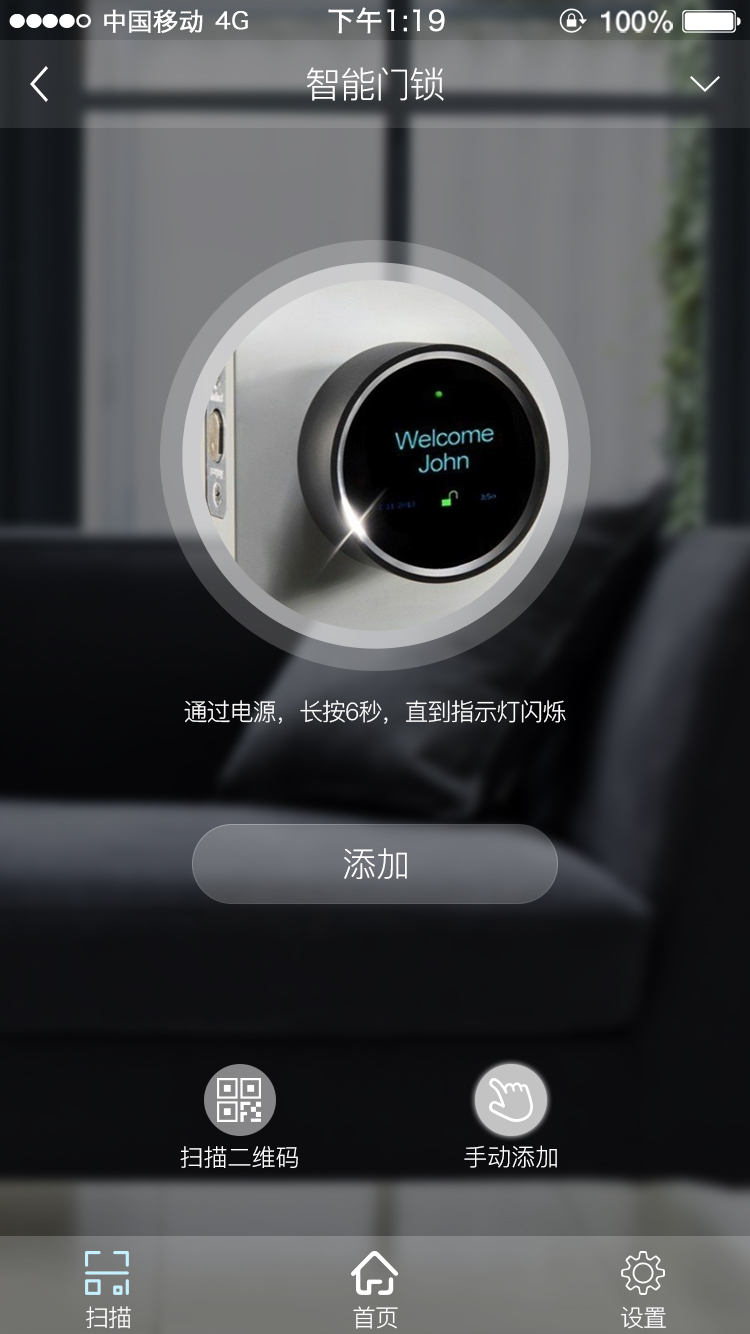 中国移动 4G 下午1:19 100%
智能门锁
Welcome
John
通过电源，长按6秒，直到指示灯闪烁
添加
扫描二维码 手动添加
扫描 首页 设置